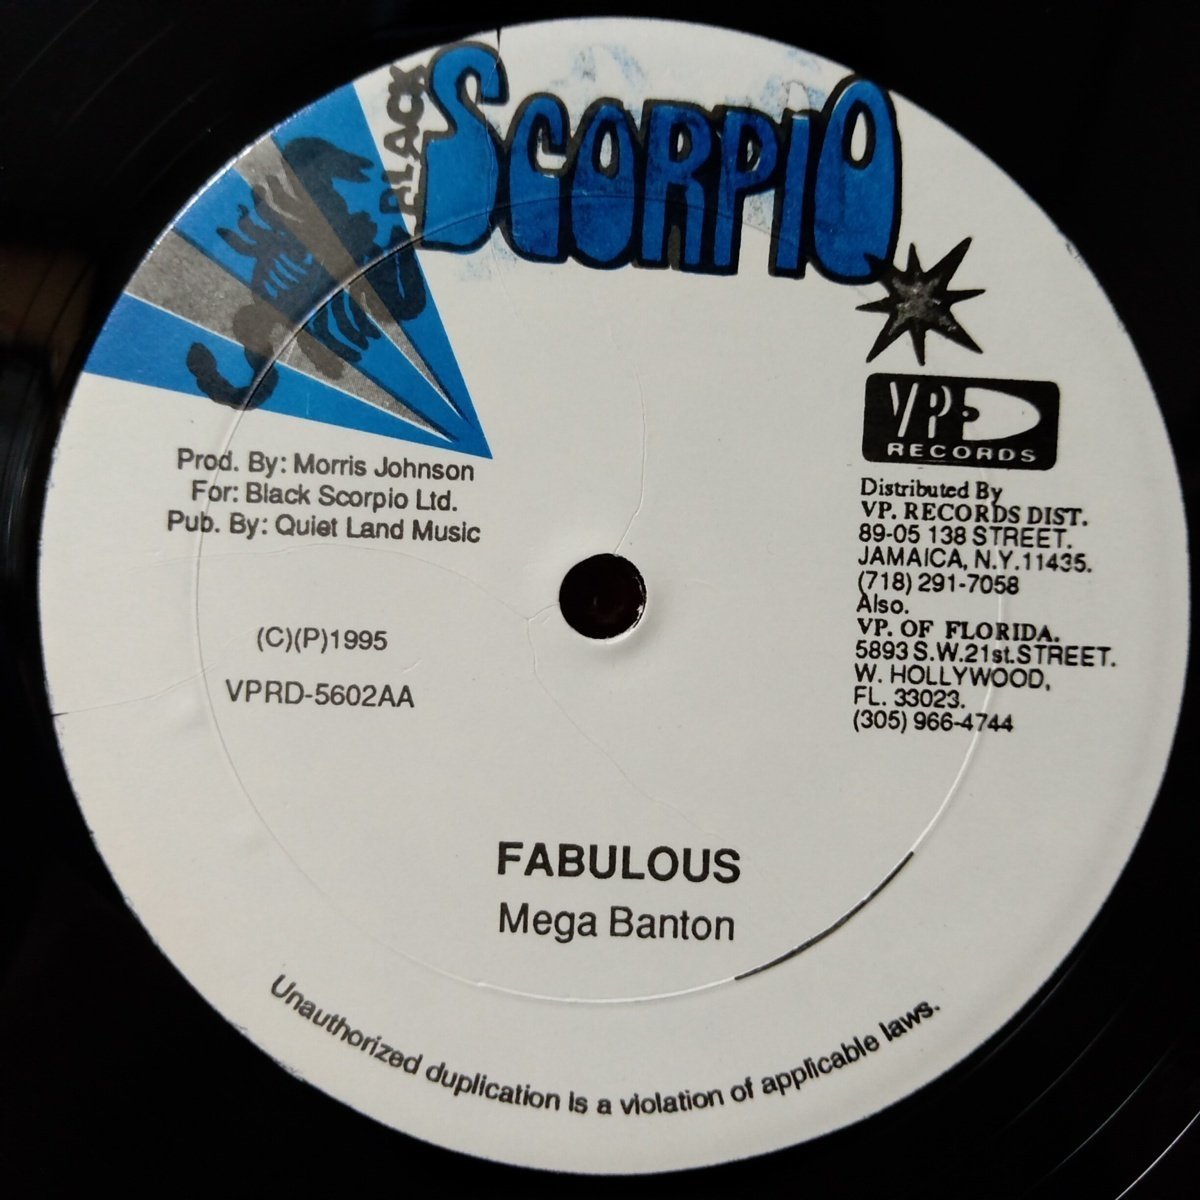 BLACK
SCORPIO
VP
RECORDS
Prod. By: Morris Johnson
For: Black Scorpio Ltd.
Pub. By: Quiet Land Music
Distributed By
VP. RECORDS DIST.
89-05 138 STREET.
JAMAICA, N.Y.11435.
(718) 291-7058
Also.
VP. OF FLORIDA.
5893 S.W.21st.STREET.
W. HOLLYWOOD,
FL. 33023.
(305) 966-4744
(C)(P)1995
VPRD-5602AA
FABULOUS
Mega Banton
Unauthorized duplication is a violation of applicable laws.